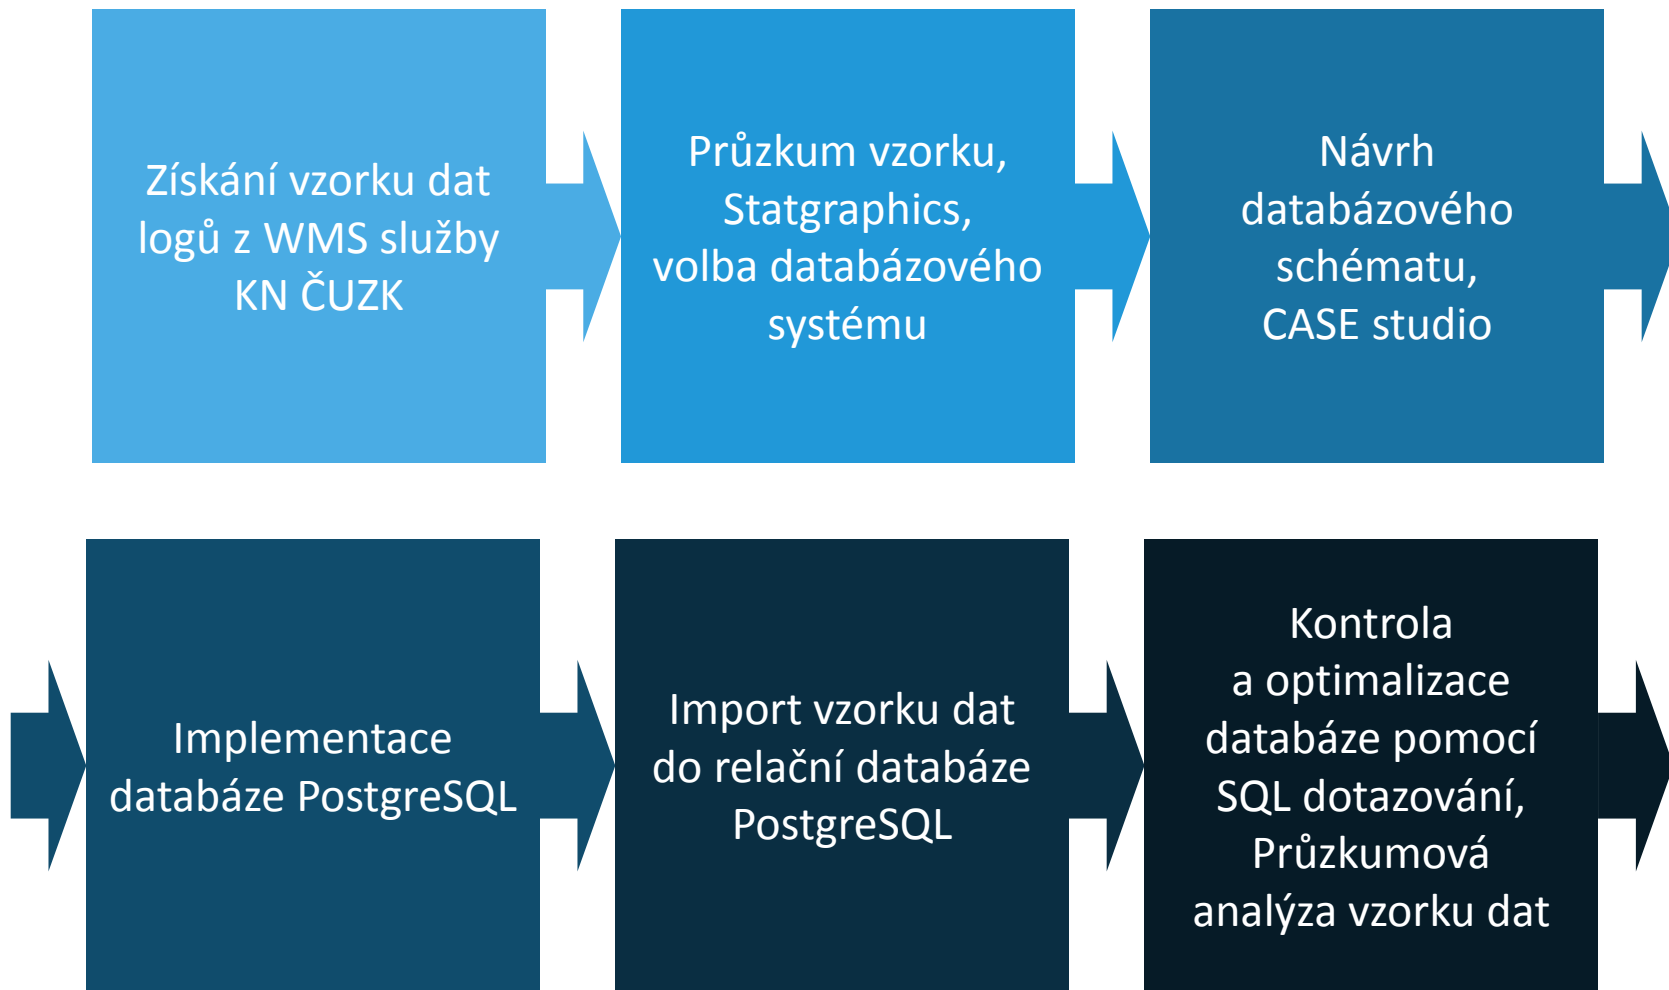 Získání vzorku dat
logů z WMS služby
KN ČUZK
Průzkum vzorku,
Statgraphics,
volba databázového
systému
Návrh
databázového
schématu,
CASE studio
Implementace
databáze PostgreSQL
Import vzorku dat
do relační databáze
PostgreSQL
Kontrola
a optimalizace
databáze pomocí
SQL dotazování,
Průzkumová
analýza vzorku dat